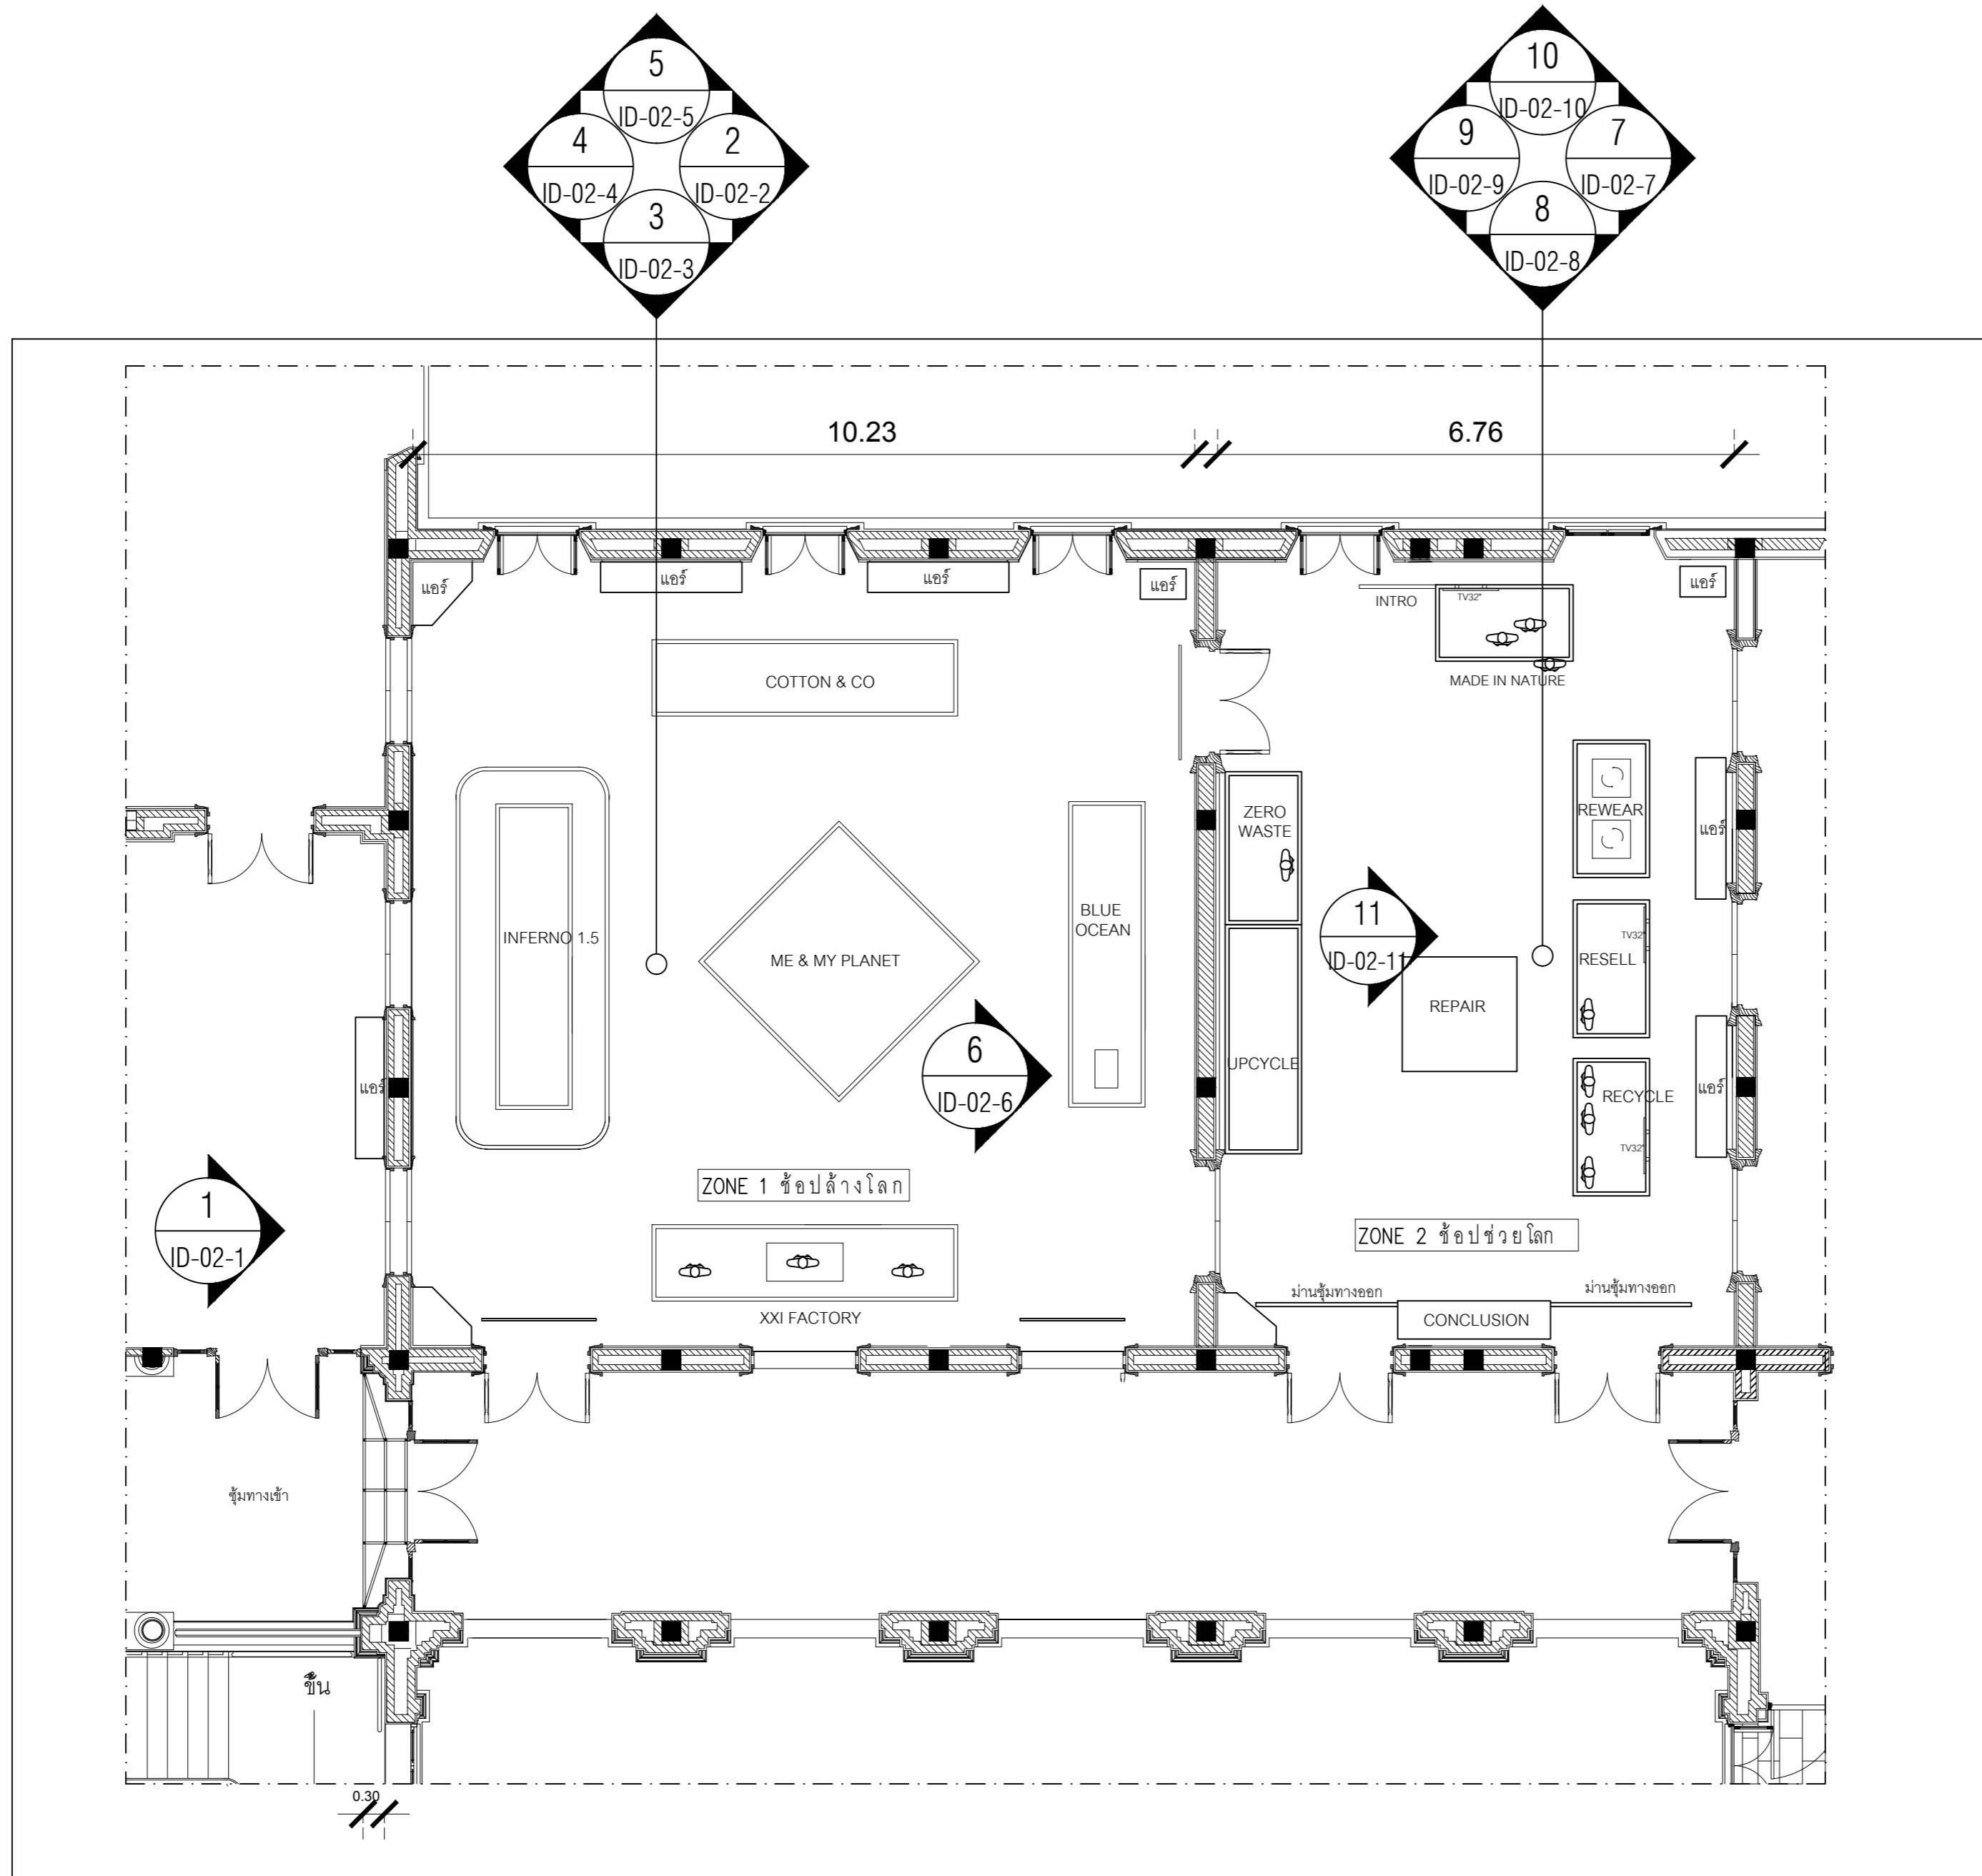 5
ID-02-5
4
ID-02-4
2
ID-02-2
3
ID-02-3
10
ID-02-10
9
ID-02-9
7
ID-02-7
8
ID-02-8
10.23
6.76
แอร์
แอร์
แอร์
แอร์
แอร์
INTRO
TV32"
MADE IN NATURE
COTTON & CO
ZERO
WASTE
REWEAR
แอร์
INFERNO 1.5
ME & MY PLANET
BLUE
OCEAN
11
ID-02-11
TV32"
RESELL
REPAIR
6
ID-02-6
UPCYCLE
แอร์
RECYCLE
แอร์
TV32"
1
ID-02-1
ZONE 1 ช้อปล้างโลก
ZONE 2 ช้อปช่วยโลก
ม่านซุ้มทางออก
ม่านซุ้มทางออก
XXI FACTORY
CONCLUSION
ซุ้มทางเข้า
ขึ้น
0.30